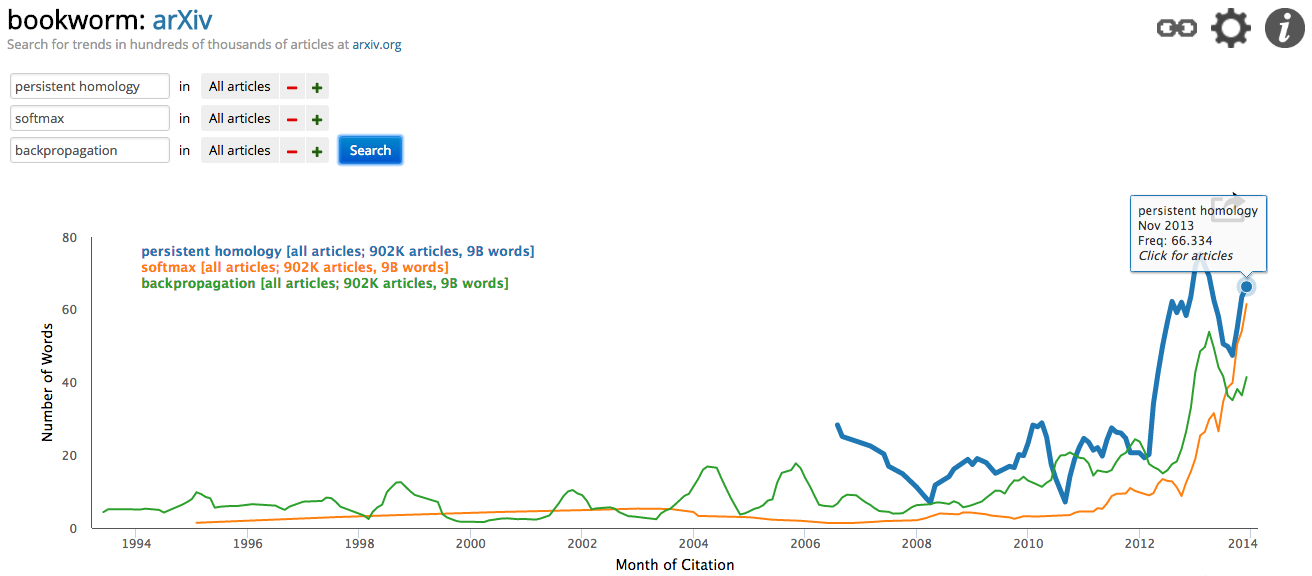 bookworm: arXiv
Search for trends in hundreds of thousands of articles at arxiv.org
persistent homology in All articles
softmax in All articles
backpropagation in All articles Search
persistent homology
Nov 2013
Freq: 66.334
Click for articles
persistent homology [all articles; 902K articles, 9B words]
softmax [all articles; 902K articles, 9B words]
backpropagation [all articles; 902K articles, 9B words]
Number of Words
80
60
40
20
0
1994 1996 1998 2000 2002 2004 2006 2008 2010 2012 2014
Month of Citation